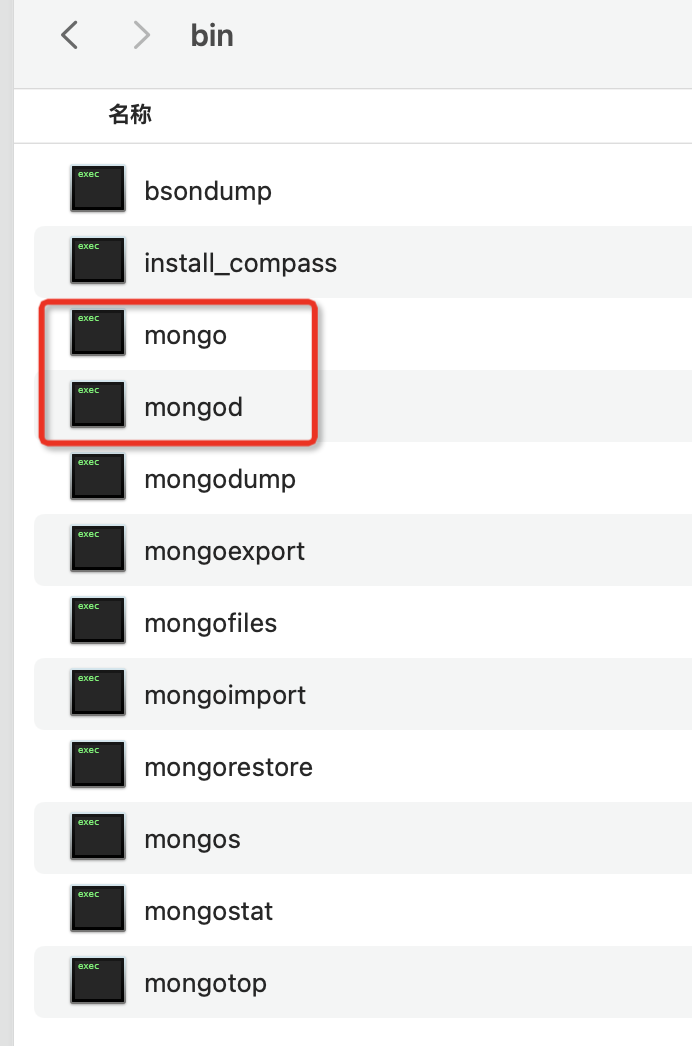 bin
名称
exec
bsondump
exec
install_compass
exec
mongo
exec
mongod
exec
mongodump
exec
mongoexport
exec
mongofiles
exec
mongoimport
exec
mongorestore
exec
mongos
exec
mongostat
exec
mongotop